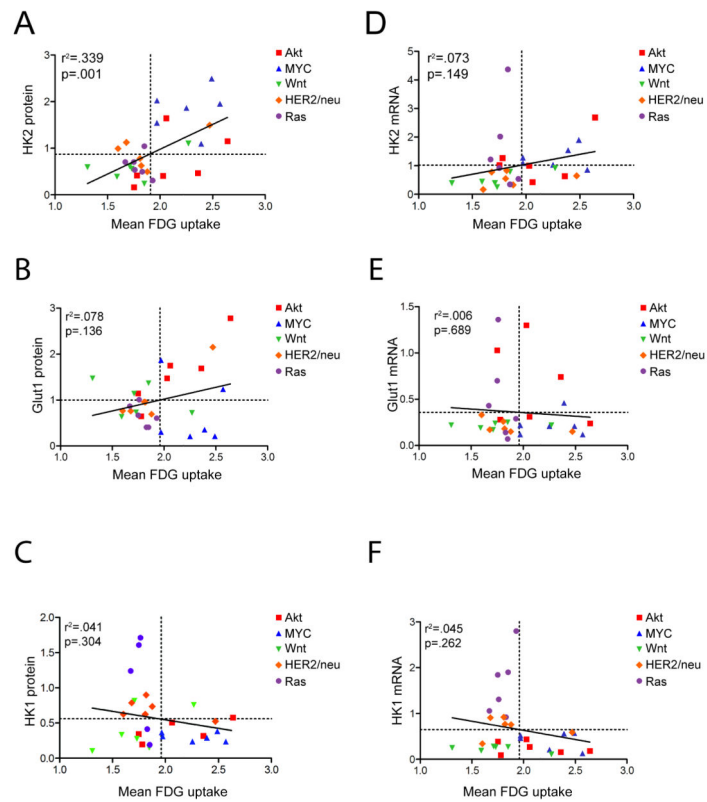 A
r²=.339
p=.001
HK2 protein
3
2
1
0
1.0 1.5 2.0 2.5 3.0
Mean FDG uptake
Akt
MYC
Wnt
HER2/neu
Ras
D
r²=.073
p=.149
HK2 mRNA
5
4
3
2
1
0
1.0 1.5 2.0 2.5 3.0
Mean FDG uptake
Akt
MYC
Wnt
HER2/neu
Ras
B
r²=.078
p=.136
Glut1 protein
3
2
1
0
1.0 1.5 2.0 2.5 3.0
Mean FDG uptake
Akt
MYC
Wnt
HER2/neu
Ras
E
r²=.006
p=.689
Glut1 mRNA
1.5
1.0
0.5
0.0
1.0 1.5 2.0 2.5 3.0
Mean FDG uptake
Akt
MYC
Wnt
HER2/neu
Ras
C
r²=.041
p=.304
HK1 protein
2.0
1.5
1.0
0.5
0.0
1.0 1.5 2.0 2.5 3.0
Mean FDG uptake
Akt
MYC
Wnt
HER2/neu
Ras
F
r²=.045
p=.262
HK1 mRNA
3
2
1
0
1.0 1.5 2.0 2.5 3.0
Mean FDG uptake
Akt
MYC
Wnt
HER2/neu
Ras